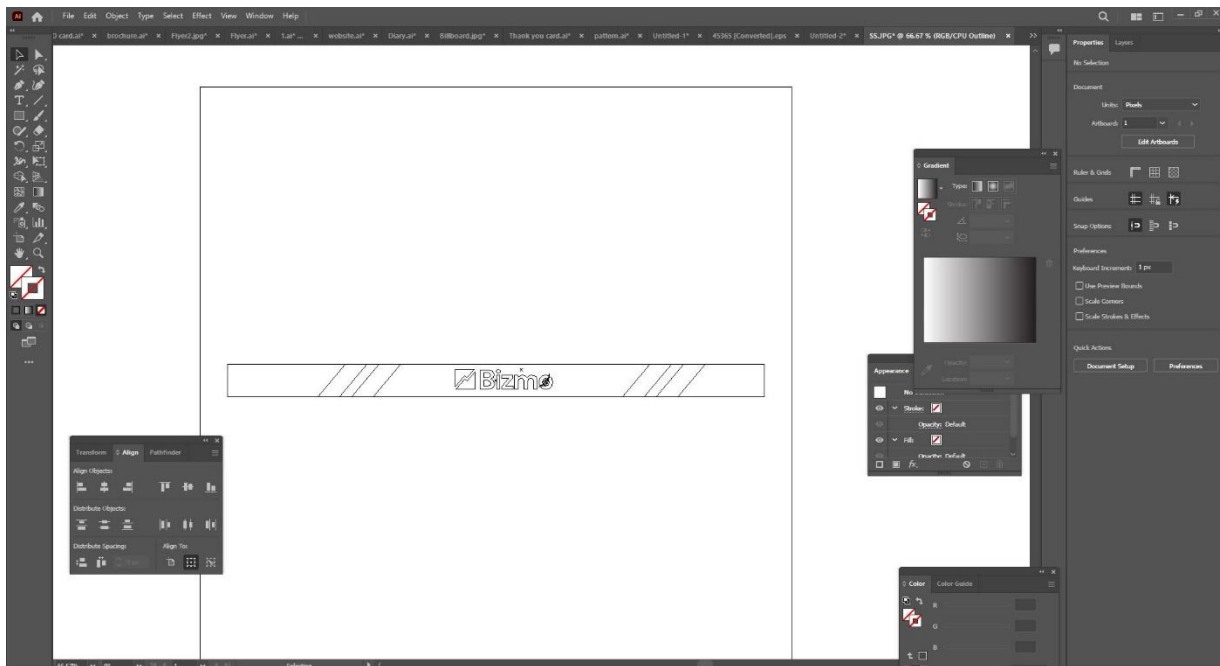 Ai File Edit Object Type Select Effect View Window Help
card.ai* × brochure.ai* × Flyer2.jpg* × Flyer.ai* × 1.ai* ... × website.ai* × Diary.ai* × Billboard.jpg* × Thank you card.ai* × pattom.ai* × Untitled-1* × 45365 [Converted].eps × Untitled-2* × SS.JPG* @ 66.67 % (RGB/CPU Outline) ×
Properties Layers
No Selection
Document
Units: Pixels
Artboard: 1
Edit Artboards
Ruler & Grids
Guides
Snap Options
Preferences
Keyboard Increment: 1 px
Use Preview Bounds
Scale Corners
Scale Strokes & Effects
Quick Actions
Document Setup Preferences
Gradient
Type:
Stroke:
Opacity:
Location:
Appearance
Stroke:
Opacity: Default
Fill:
Opacity: Default
fx
Bizmo
Transform Align Pathfinder
Align Objects:
Distribute Objects:
Distribute Spacing: Align To:
Color Color Guide
R
G
B
Selection